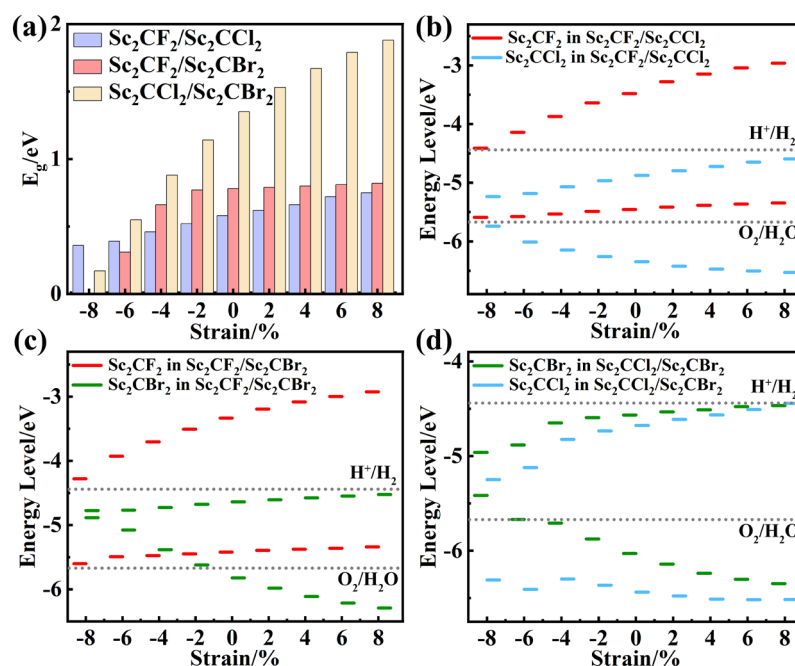 (a)
Sc₂CF₂/Sc₂CCl₂
Sc₂CF₂/Sc₂CBr₂
Sc₂CCl₂/Sc₂CBr₂
E_g/eV
2
1
0
-8 -6 -4 -2 0 2 4 6 8
Strain/%
(b)
Sc₂CF₂ in Sc₂CF₂/Sc₂CCl₂
Sc₂CCl₂ in Sc₂CF₂/Sc₂CCl₂
Energy Level/eV
-3
-4
-5
-6
H⁺/H₂
O₂/H₂O
-8 -6 -4 -2 0 2 4 6 8
Strain/%
(c)
Sc₂CF₂ in Sc₂CF₂/Sc₂CBr₂
Sc₂CBr₂ in Sc₂CF₂/Sc₂CBr₂
Energy Level/eV
-3
-4
-5
-6
H⁺/H₂
O₂/H₂O
-8 -6 -4 -2 0 2 4 6 8
Strain/%
(d)
Sc₂CBr₂ in Sc₂CCl₂/Sc₂CBr₂
Sc₂CCl₂ in Sc₂CCl₂/Sc₂CBr₂
Energy Level/eV
-4
-5
-6
H⁺/H₂
O₂/H₂O
-8 -6 -4 -2 0 2 4 6 8
Strain/%